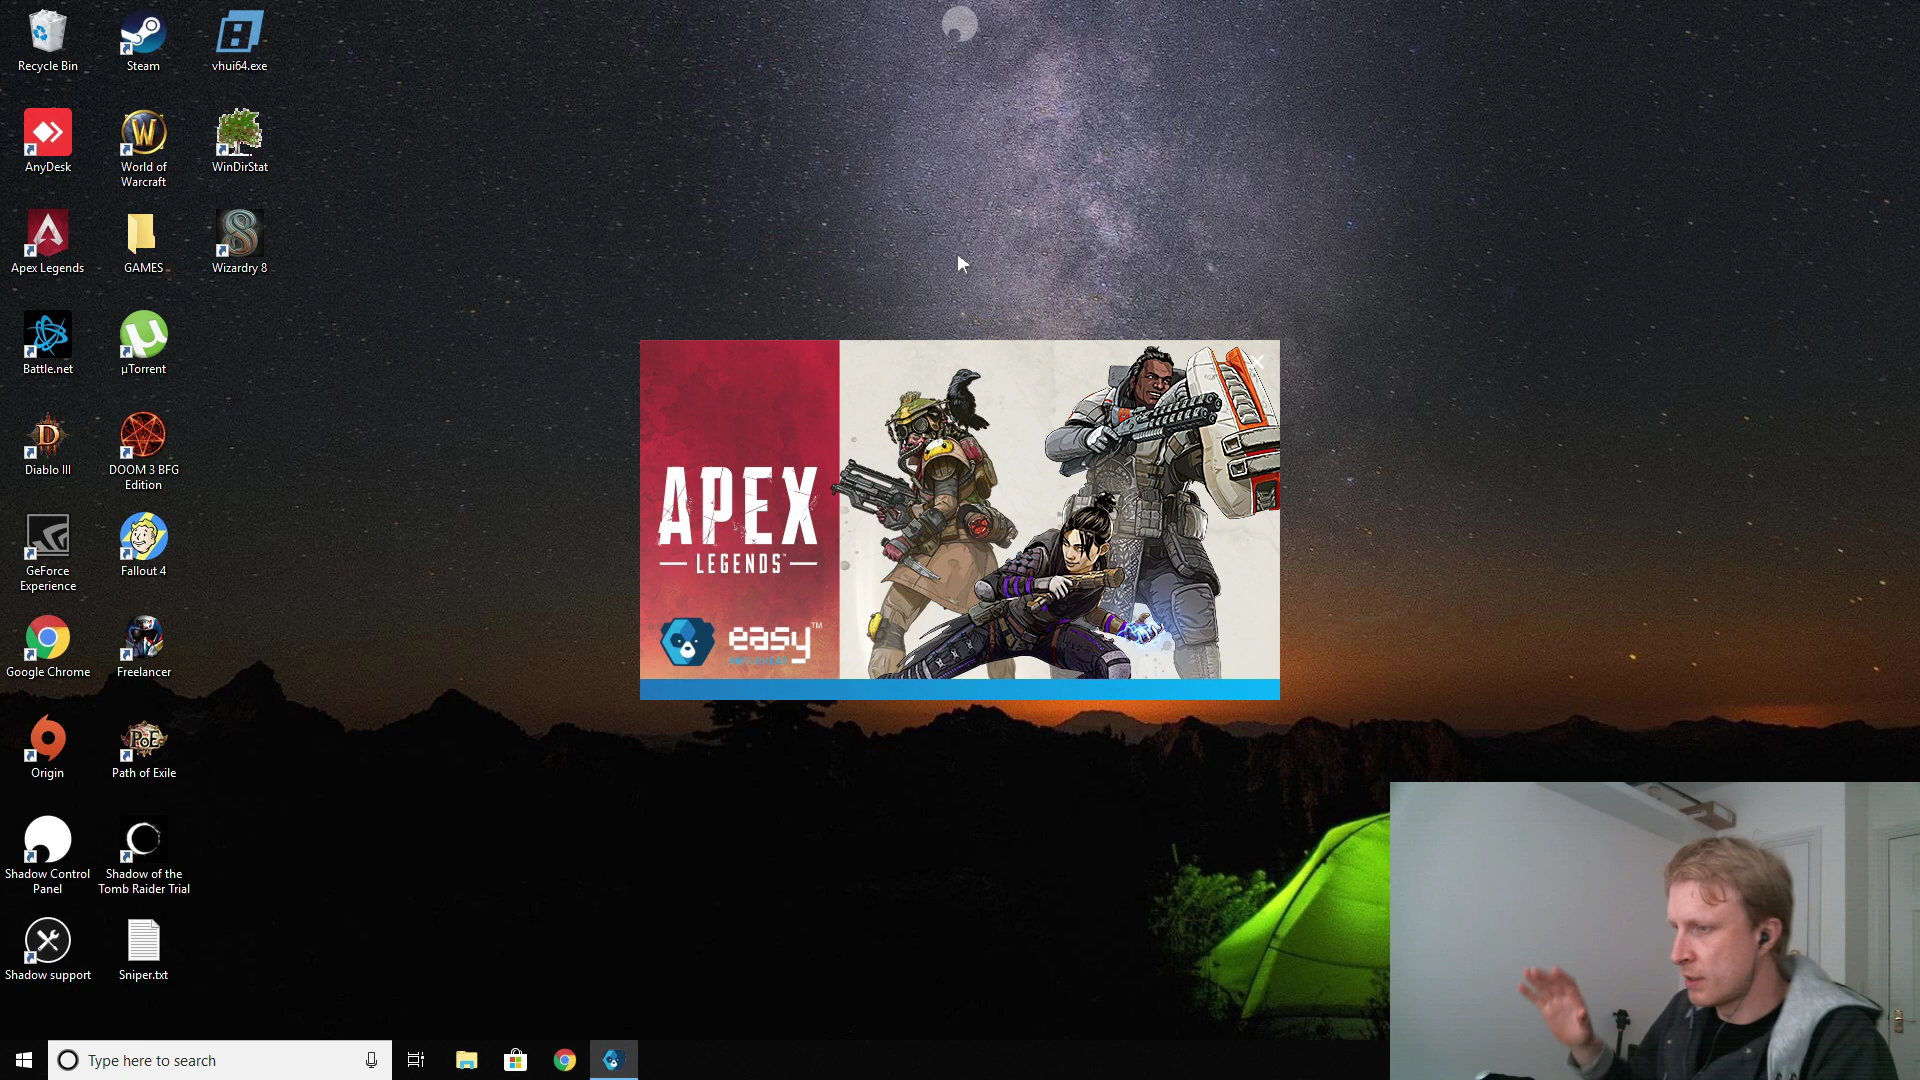 Recycle Bin
Steam
vhui64.exe
AnyDesk
World of
Warcraft
WinDirStat
Apex Legends
GAMES
Wizardry 8
Battle.net
µTorrent
Diablo III
DOOM 3 BFG
Edition
GeForce
Experience
Fallout 4
Google Chrome
Freelancer
Origin
Path of Exile
Shadow Control
Panel
Shadow of the
Tomb Raider Trial
Shadow support
Sniper.txt
APEX
LEGENDS™
easy™
Type here to search